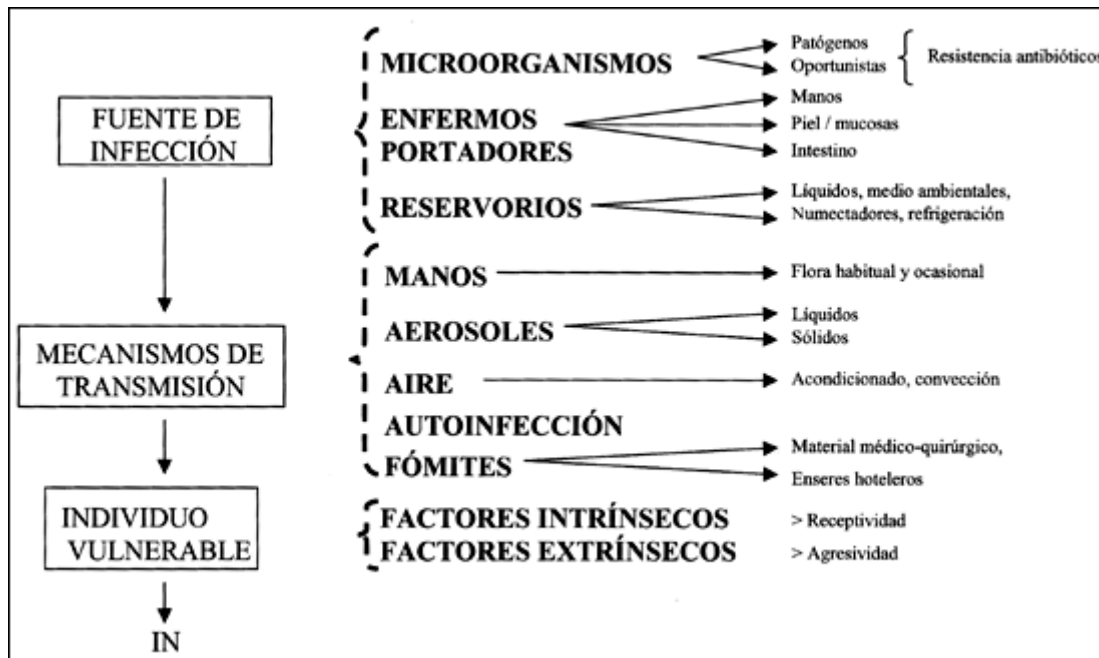 FUENTE DE
INFECCIÓN
MICROORGANISMOS
Patógenos
Oportunistas
Resistencia antibióticos
ENFERMOS
PORTADORES
Manos
Piel / mucosas
Intestino
RESERVORIOS
Líquidos, medio ambientales,
Numectadores, refrigeración
MECANISMOS DE
TRANSMISIÓN
MANOS
Flora habitual y ocasional
AEROSOLES
Líquidos
Sólidos
AIRE
Acondicionado, convección
AUTOINFECCIÓN
FÓMITES
Material médico-quirúrgico,
Enseres hoteleros
INDIVIDUO
VULNERABLE
FACTORES INTRÍNSECOS
> Receptividad
FACTORES EXTRÍNSECOS
> Agresividad
IN